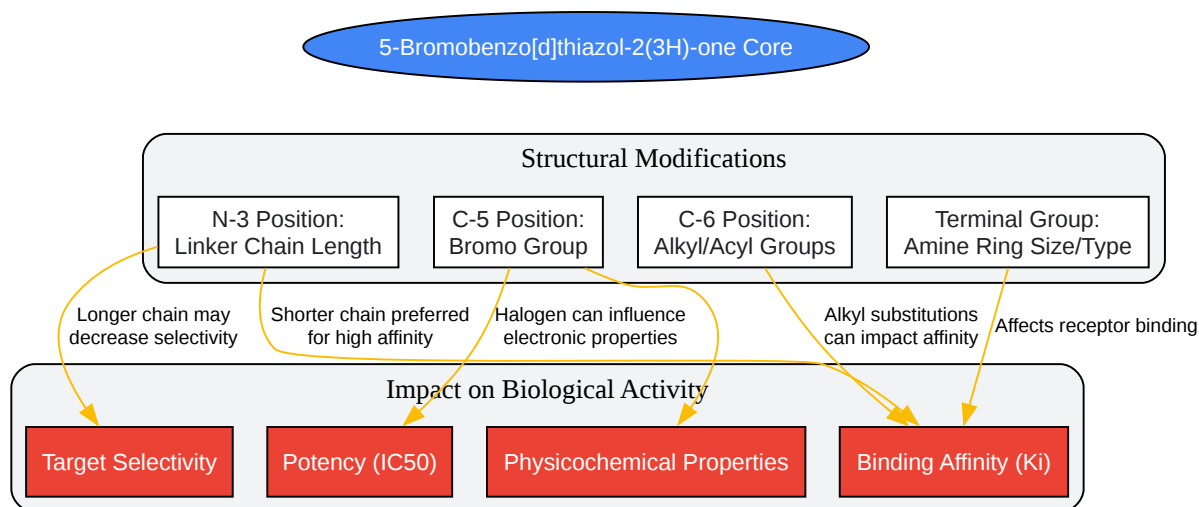 5-Bromobenzo[d]thiazol-2(3H)-one Core
Structural Modifications
N-3 Position:
Linker Chain Length
C-5 Position:
Bromo Group
C-6 Position:
Alkyl/Acyl Groups
Terminal Group:
Amine Ring Size/Type
Longer chain may
decrease selectivity
Shorter chain preferred
for high affinity
Halogen can influence
electronic properties
Alkyl substitutions
can impact affinity
Affects receptor binding
Impact on Biological Activity
Target Selectivity
Potency (IC50)
Physicochemical Properties
Binding Affinity (Ki)